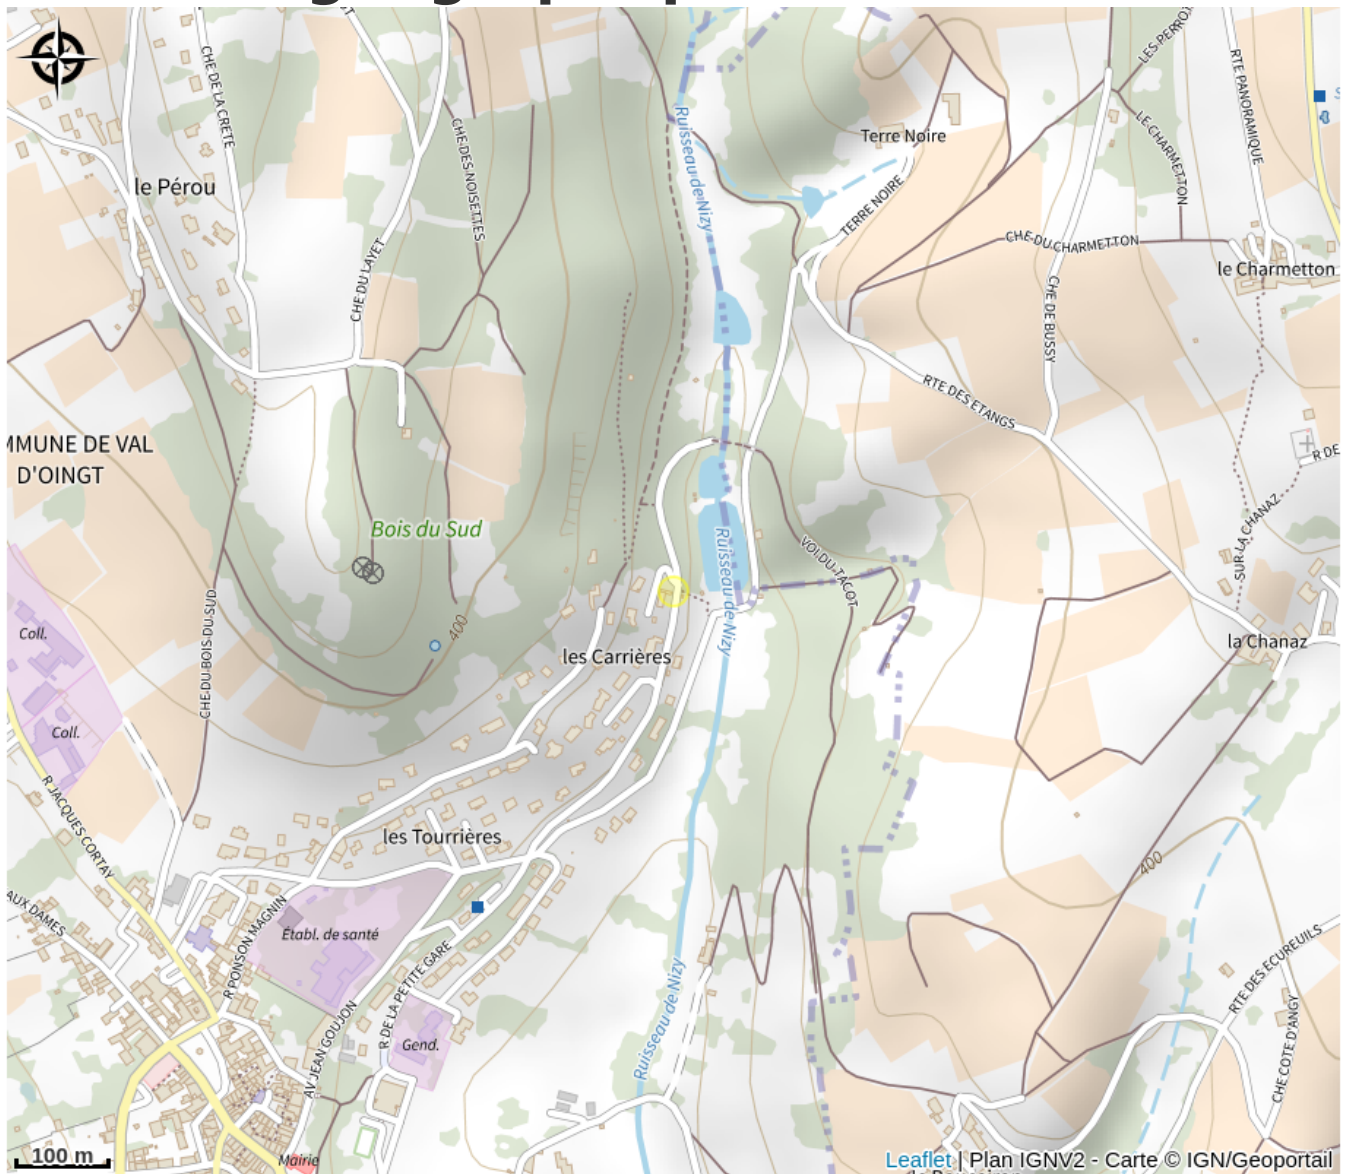 CHE DE LA CRETE
CHE DES NOISETTES
LES PERROT
RTE PANORAMIQUE
Ruisseau de Nizy
Terre Noire
LE CHARMETTON
le Pérou
TERRE NOIRE
CHE DU LAYET
CHE DU CHARMETTON
le Charmetton
CHE DE BUSSY
RTE DES ETANGS
MMUNE DE VAL
D'OINGT
R DE
Bois du Sud
SUR LA CHANAZ
Ruisseau de Nizy
VOI DU TACOT
CHE DU BOIS DU SUD
400
Coll.
les Carrières
la Chanaz
Coll.
R JACQUES CORTAY
les Tourrières
400
AUX DAMES
R PONSON MAGNIN
Établ. de santé
R DE LA PETITE GARE
Ruisseau de Nizy
RTE DES ECUREUILS
AV JEAN GOUJON
Gend.
CHE COTE D'ANGY
100 m
Mairie
Leaflet | Plan IGNV2 - Carte © IGN/Geoportail